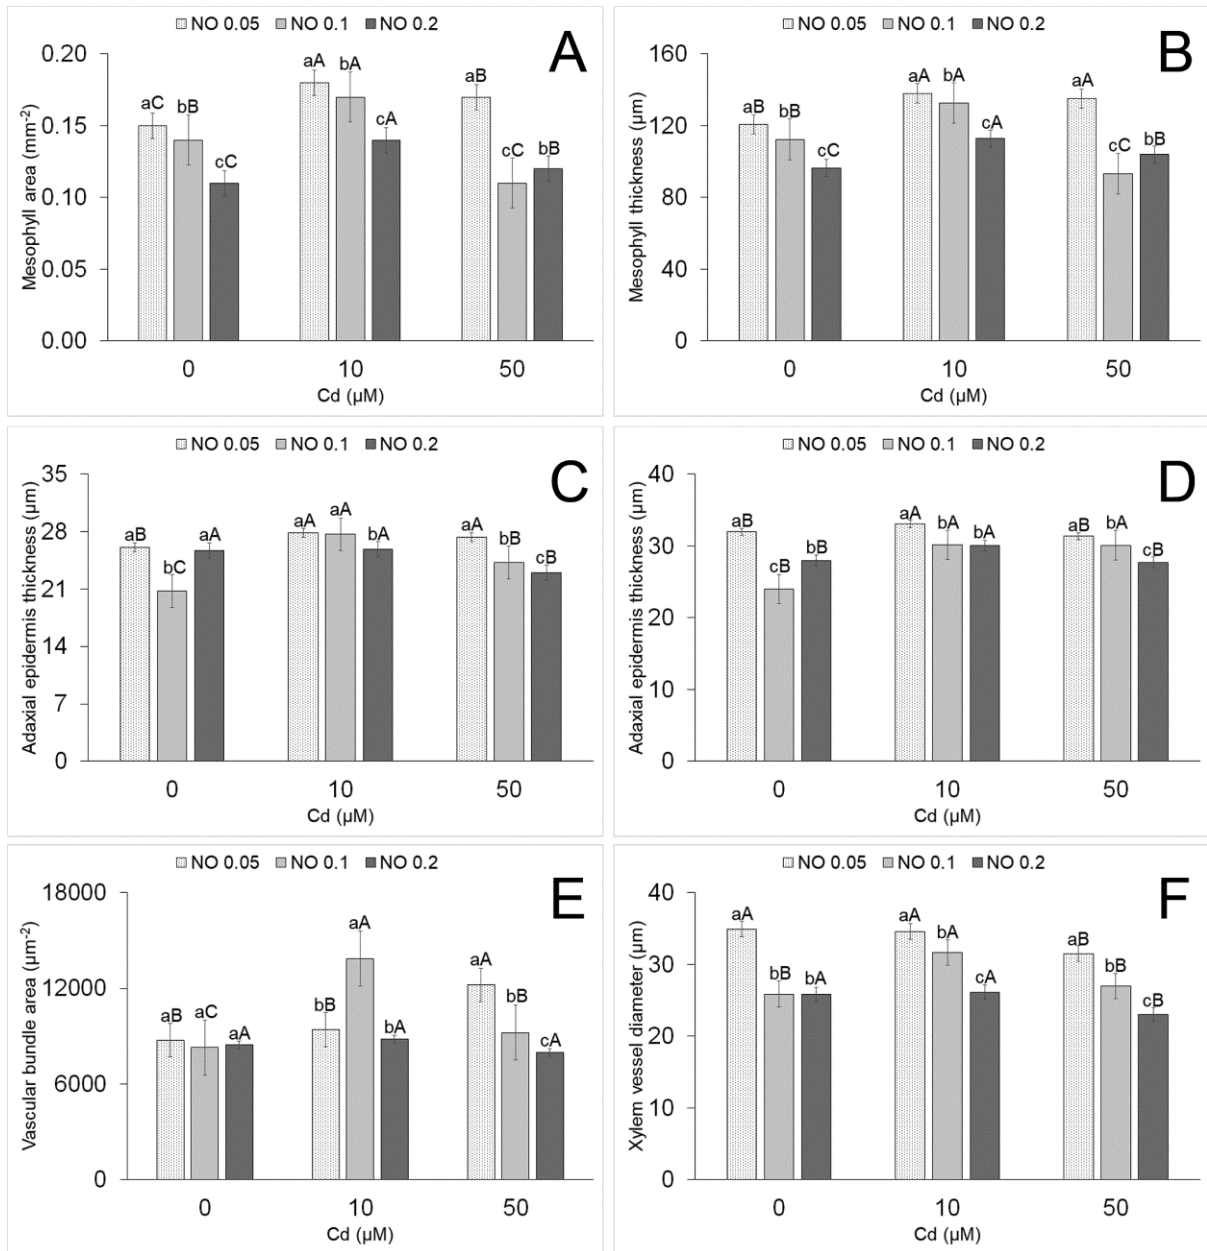 NO 0.05 NO 0.1 NO 0.2
A
Mesophyll area (mm-2)
0.20
0.15
0.10
0.05
0.00
aC bB cC
aA bA cA
aB cC bB
0 10 50
Cd (µM)
NO 0.05 NO 0.1 NO 0.2
B
Mesophyll thickness (µm)
160
120
80
40
0
aB bB cC
aA bA cA
aA cC bB
0 10 50
Cd (µM)
NO 0.05 NO 0.1 NO 0.2
C
Adaxial epidermis thickness (µm)
35
28
21
14
7
0
aB bC aA
aA aA bA
aA bB cB
0 10 50
Cd (µM)
NO 0.05 NO 0.1 NO 0.2
D
Adaxial epidermis thickness (µm)
40
30
20
10
0
aB cB bB
aA bA bA
aB bA cB
0 10 50
Cd (µM)
NO 0.05 NO 0.1 NO 0.2
E
Vascular bundle area (µm-2)
18000
12000
6000
0
aB aC aA
bB aA bA
aA bB cA
0 10 50
Cd (µM)
NO 0.05 NO 0.1 NO 0.2
F
Xylem vessel diameter (µm)
40
30
20
10
0
aA bB bA
aA bA cA
aB bB cB
0 10 50
Cd (µM)